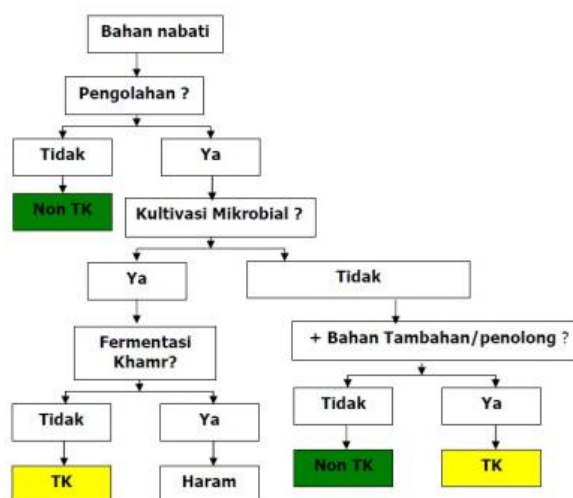 Bahan nabati
Pengolahan ?
Tidak
Ya
Non TK
Kultivasi Mikrobial ?
Ya
Tidak
Fermentasi
Khamr?
+ Bahan Tambahan/penolong ?
Tidak
Ya
Tidak
Ya
TK
Haram
Non TK
TK